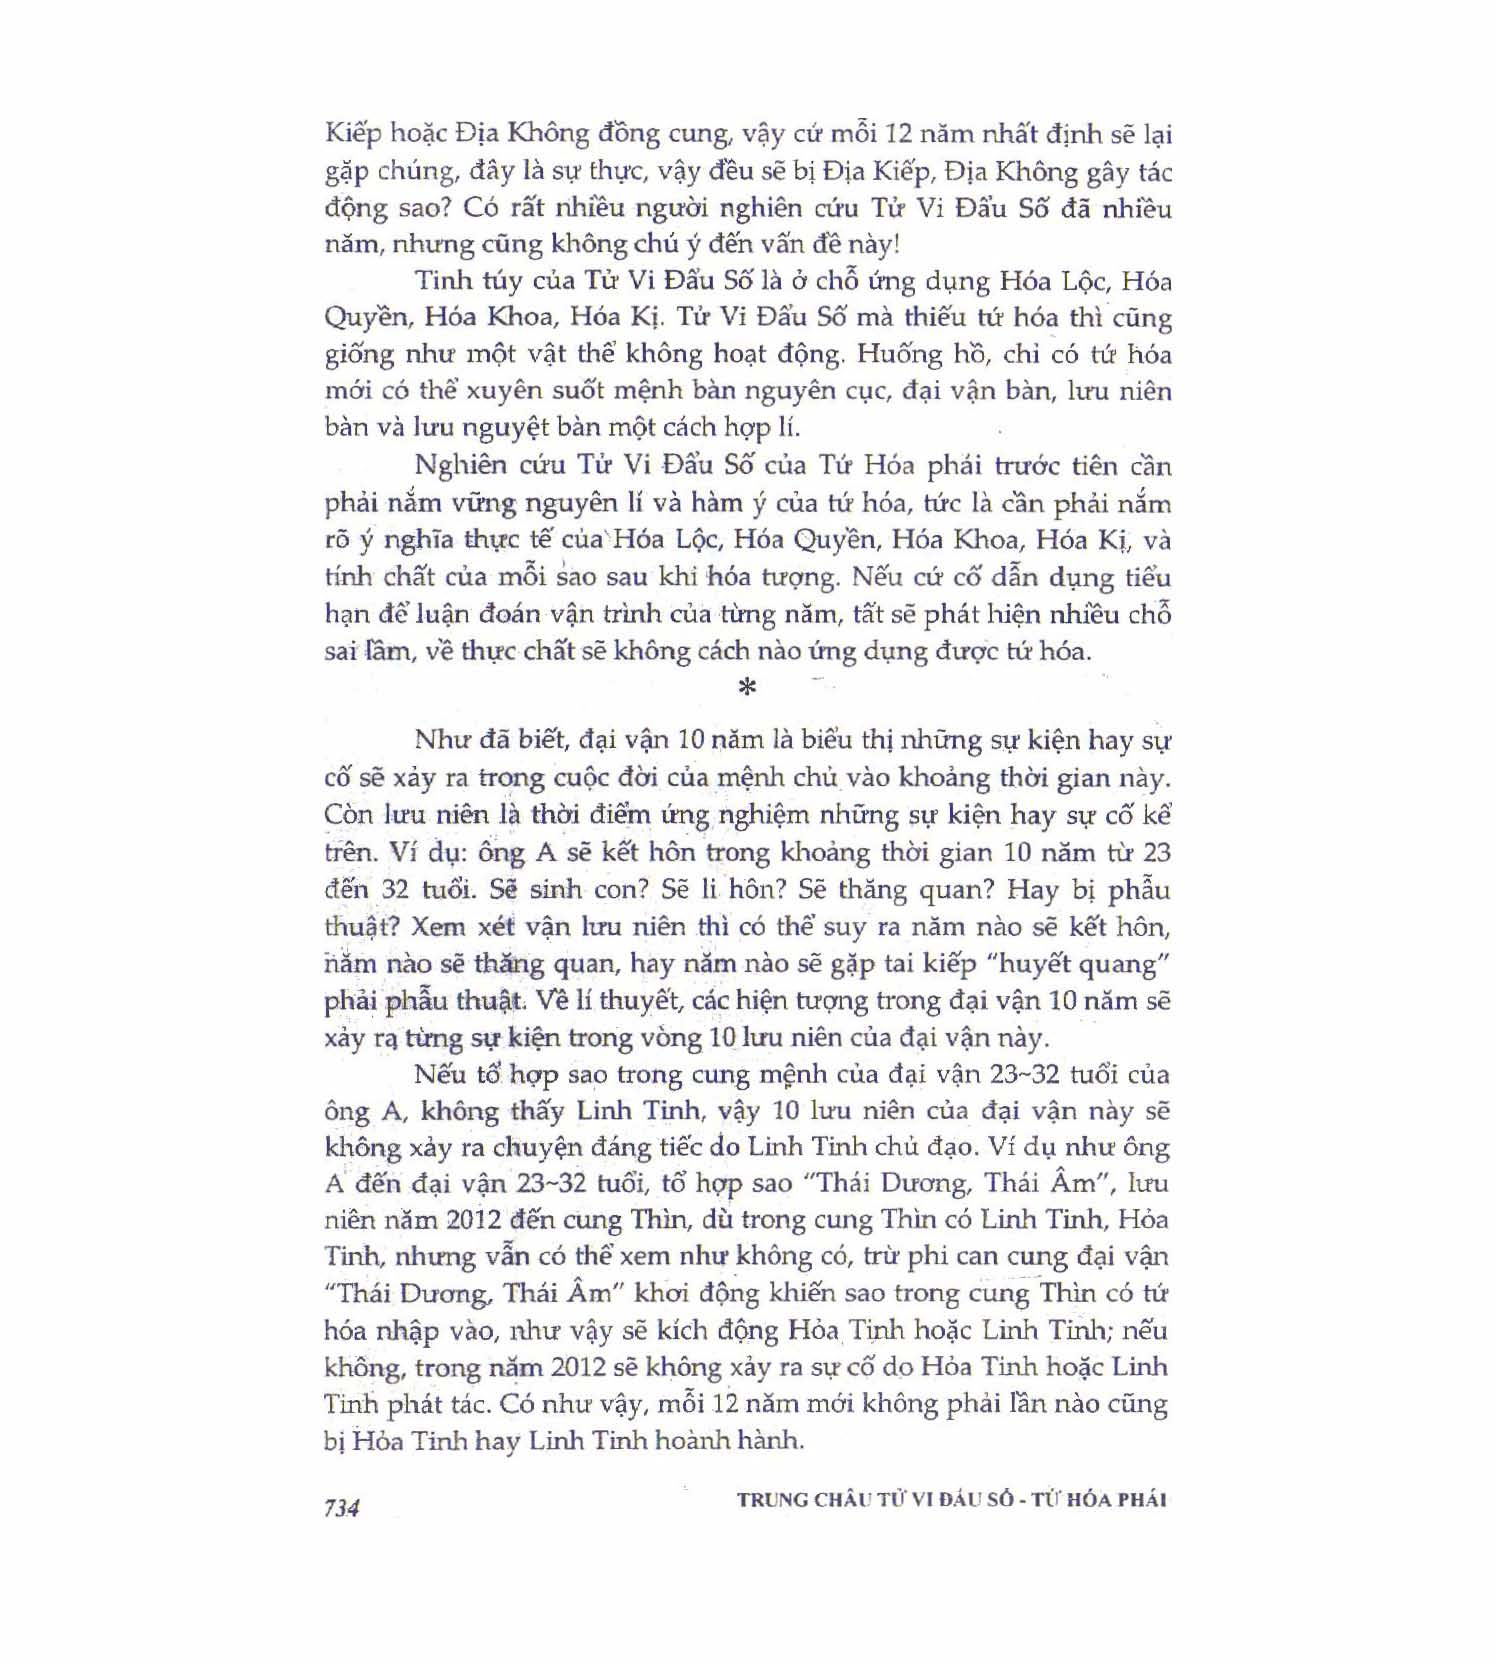 Kiếp hoặc Địa Không đồng cung, vậy cứ mỗi 12 năm nhất định sẽ lại
gặp chúng, đây là sự thực, vậy đều sẽ bị Địa Kiếp, Địa Không gây tác
động sao? Có rất nhiều người nghiên cứu Tử Vi Đẩu Số đã nhiều
năm, nhưng cũng không chú ý đến vấn đề này!
Tinh túy của Tử Vi Đẩu Số là ở chỗ ứng dụng Hóa Lộc, Hóa
Quyền, Hóa Khoa, Hóa Kị. Tử Vi Đẩu Số mà thiếu tứ hóa thì cũng
giống như một vật thể không hoạt động. Huống hồ, chỉ có tứ hóa
mới có thể xuyên suốt mệnh bàn nguyên cục, đại vận bàn, lưu niên
bàn và lưu nguyệt bàn một cách hợp lí.
Nghiên cứu Tử Vi Đẩu Số của Tứ Hóa phái trước tiên cần
phải nắm vững nguyên lí và hàm ý của tứ hóa, tức là cần phải nắm
rõ ý nghĩa thực tế của Hóa Lộc, Hóa Quyền, Hóa Khoa, Hóa Kị, và
tính chất của mỗi sao sau khi hóa tượng. Nếu cứ cố dẫn dụng tiểu
hạn để luận đoán vận trình của từng năm, tất sẽ phát hiện nhiều chỗ
sai lầm, về thực chất sẽ không cách nào ứng dụng được tứ hóa.
*
Như đã biết, đại vận 10 năm là biểu thị những sự kiện hay sự
cố sẽ xảy ra trong cuộc đời của mệnh chủ vào khoảng thời gian này.
Còn lưu niên là thời điểm ứng nghiệm những sự kiện hay sự cố kể
trên. Ví dụ: ông A sẽ kết hôn trong khoảng thời gian 10 năm từ 23
đến 32 tuổi. Sẽ sinh con? Sẽ li hôn? Sẽ thăng quan? Hay bị phẫu
thuật? Xem xét vận lưu niên thì có thể suy ra năm nào sẽ kết hôn,
năm nào sẽ thăng quan, hay năm nào sẽ gặp tai kiếp "huyết quang"
phải phẫu thuật. Về lí thuyết, các hiện tượng trong đại vận 10 năm sẽ
xảy ra từng sự kiện trong vòng 10 lưu niên của đại vận này.
Nếu tổ hợp sao trong cung mệnh của đại vận 23~32 tuổi của
ông A, không thấy Linh Tinh, vậy 10 lưu niên của đại vận này sẽ
không xảy ra chuyện đáng tiếc do Linh Tinh chủ đạo. Ví dụ như ông
A đến đại vận 23~32 tuổi, tổ hợp sao "Thái Dương, Thái Âm", lưu
niên năm 2012 đến cung Thìn, dù trong cung Thìn có Linh Tinh, Hỏa
Tinh, nhưng vẫn có thể xem như không có, trừ phi can cung đại vận
"Thái Dương, Thái Âm" khơi động khiến sao trong cung Thìn có tứ
hóa nhập vào, như vậy sẽ kích động Hỏa Tinh hoặc Linh Tinh; nếu
không, trong năm 2012 sẽ không xảy ra sự cố do Hỏa Tinh hoặc Linh
Tinh phát tác. Có như vậy, mỗi 12 năm mới không phải lần nào cũng
bị Hỏa Tinh hay Linh Tinh hoành hành.
734
TRUNG CHÂU TỬ VI ĐẨU SỐ - TỨ HÓA PHÁI